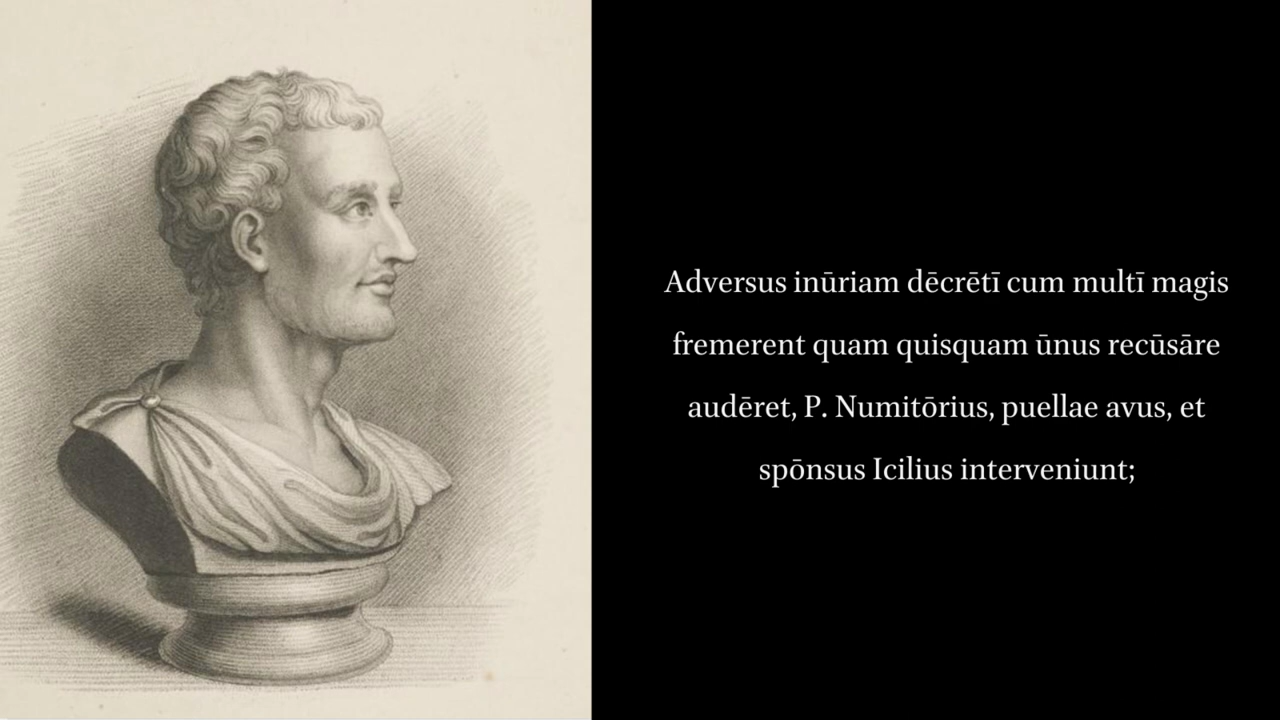 Adversus inūriam dēcrētī cum multī magis
fremerent quam quisquam ūnus recūsāre
audēret, P. Numitōrius, puellae avus, et
spōnsus Icilius interveniunt;